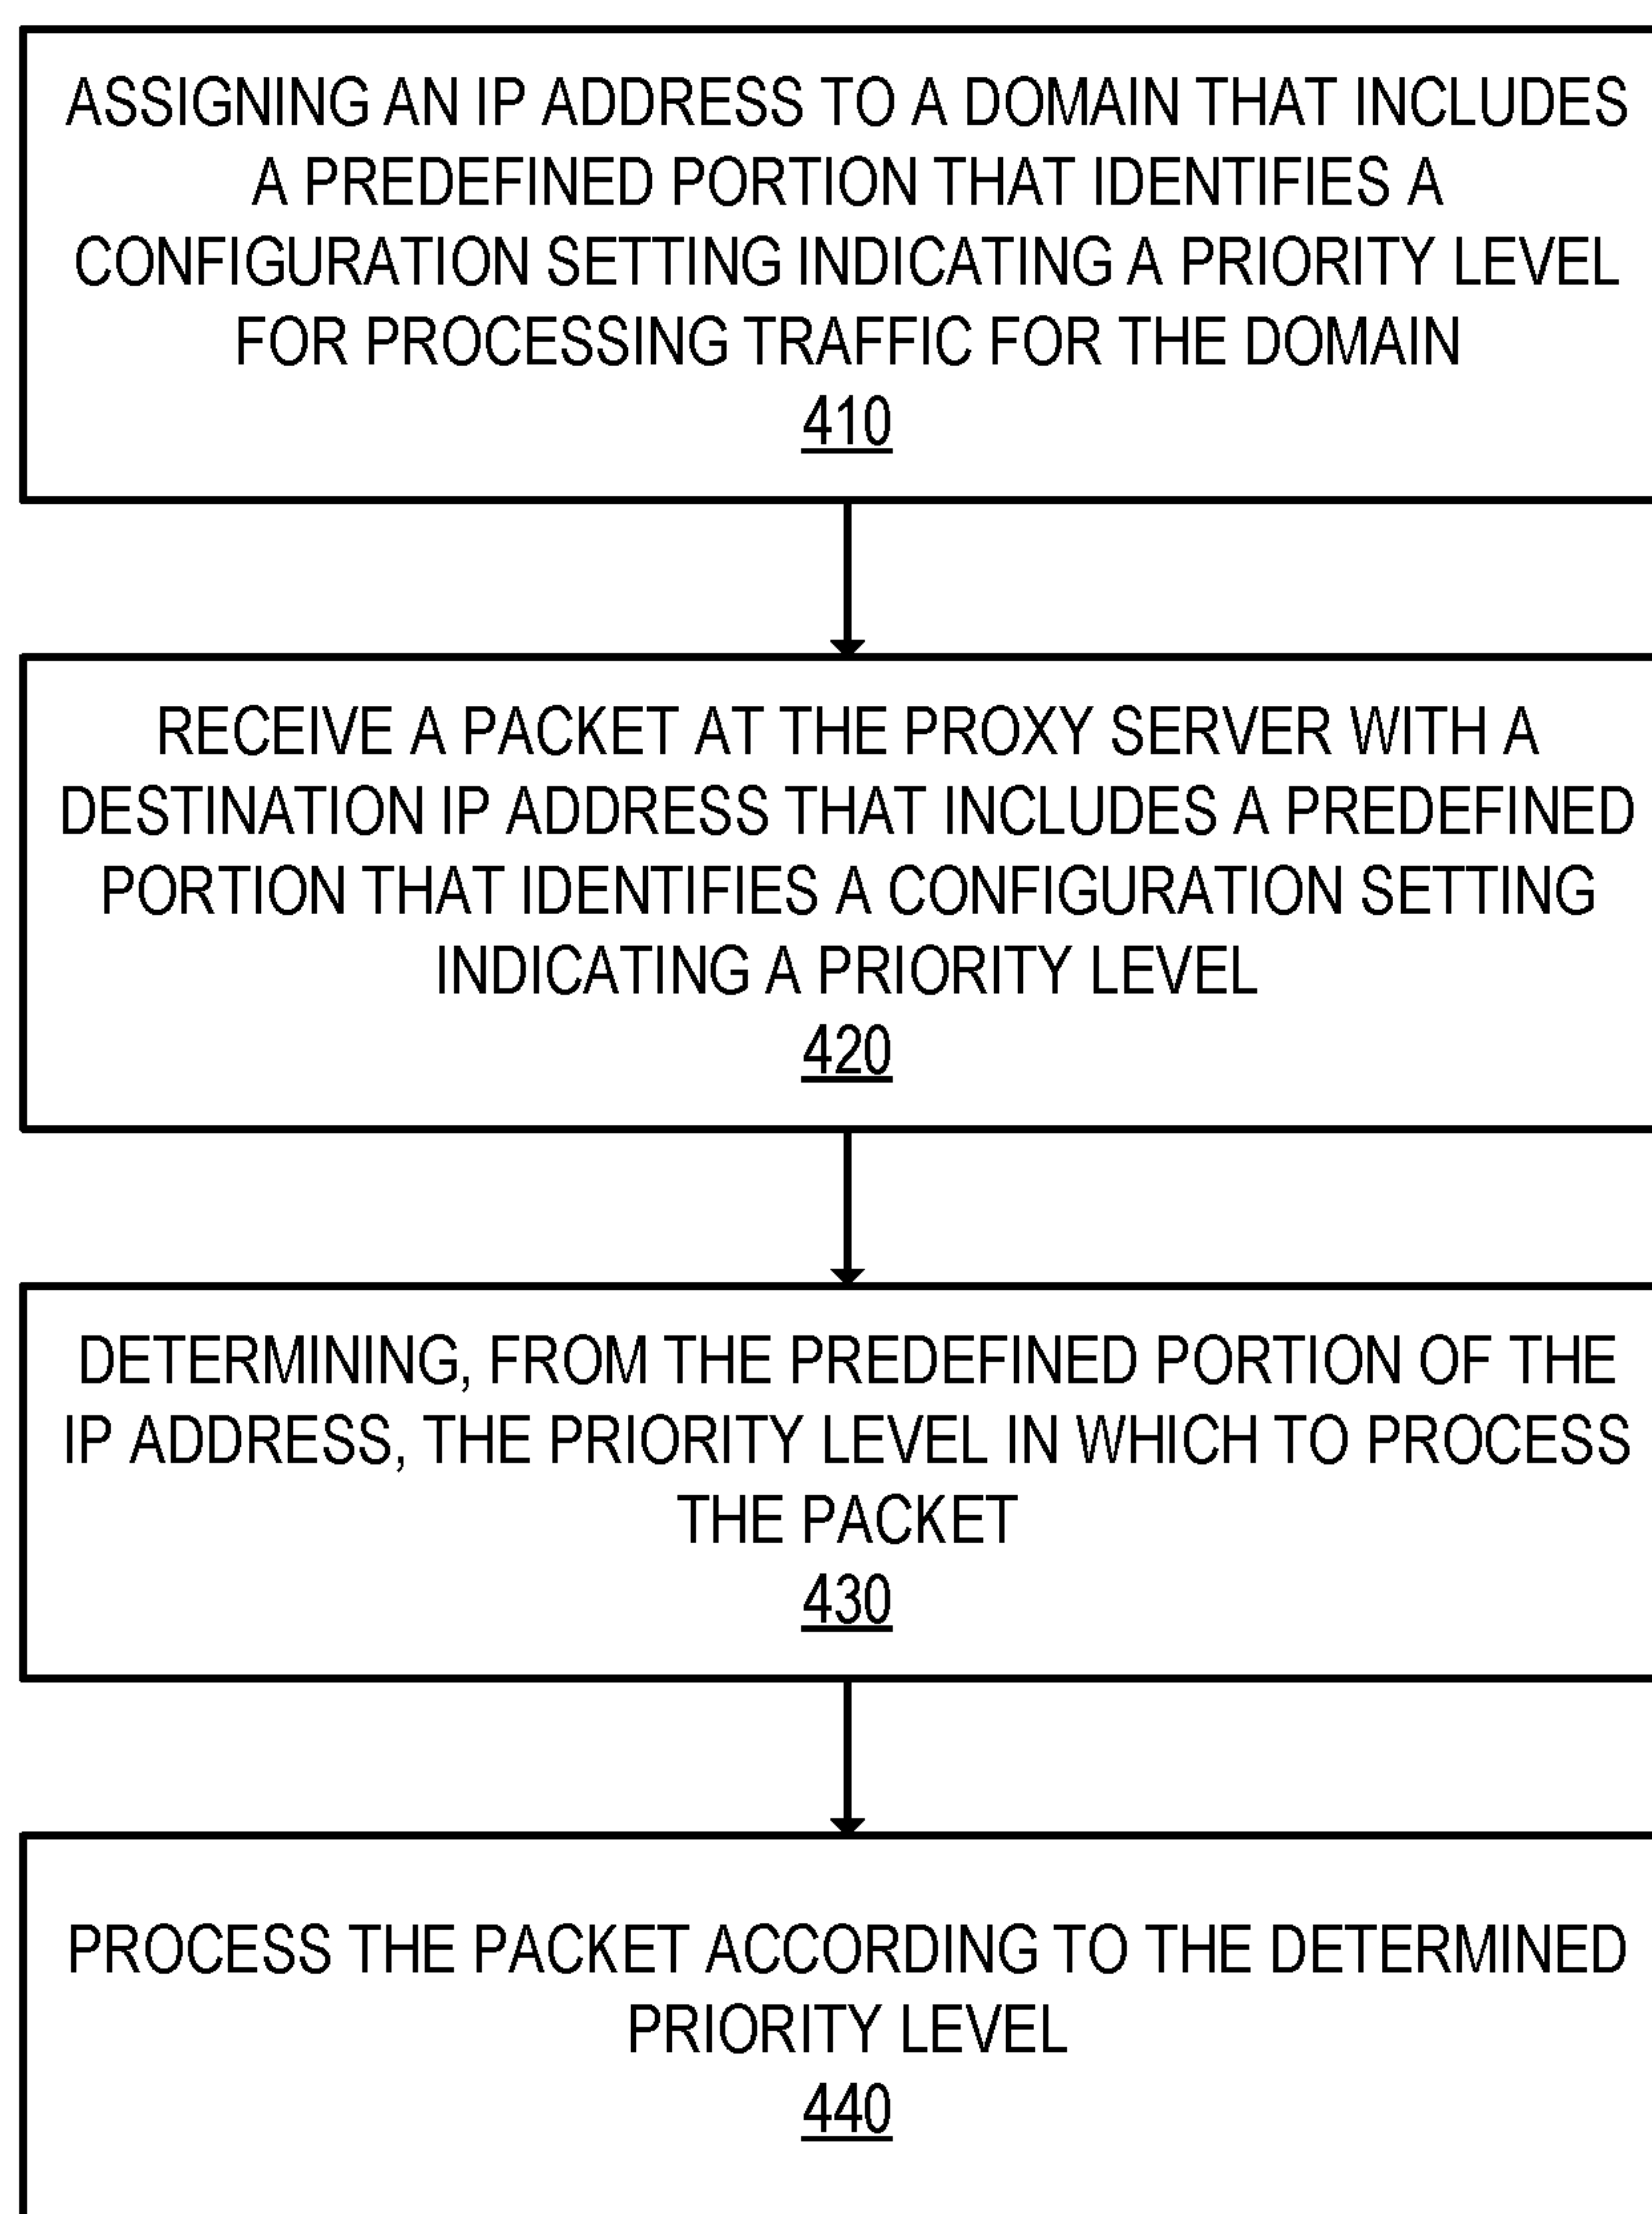 ASSIGNING AN IP ADDRESS TO A DOMAIN THAT INCLUDES
A PREDEFINED PORTION THAT IDENTIFIES A
CONFIGURATION SETTING INDICATING A PRIORITY LEVEL
FOR PROCESSING TRAFFIC FOR THE DOMAIN
410
RECEIVE A PACKET AT THE PROXY SERVER WITH A
DESTINATION IP ADDRESS THAT INCLUDES A PREDEFINED
PORTION THAT IDENTIFIES A CONFIGURATION SETTING
INDICATING A PRIORITY LEVEL
420
DETERMINING, FROM THE PREDEFINED PORTION OF THE
IP ADDRESS, THE PRIORITY LEVEL IN WHICH TO PROCESS
THE PACKET
430
PROCESS THE PACKET ACCORDING TO THE DETERMINED
PRIORITY LEVEL
440